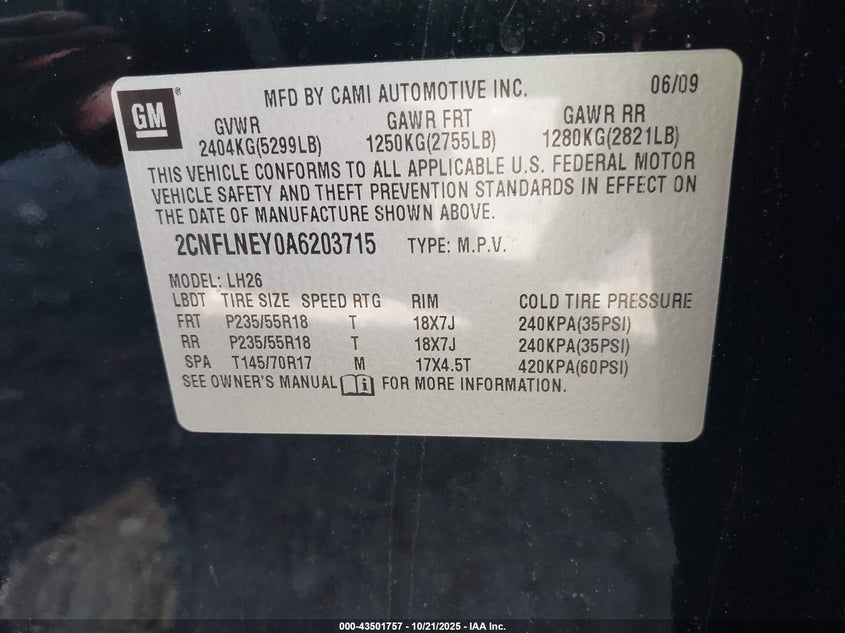 GM
MFD BY CAMI AUTOMOTIVE INC. 06/09
GVWR GAWR FRT GAWR RR
2404KG(5299LB) 1250KG(2755LB) 1280KG(2821LB)
THIS VEHICLE CONFORMS TO ALL APPLICABLE U.S. FEDERAL MOTOR
VEHICLE SAFETY AND THEFT PREVENTION STANDARDS IN EFFECT ON
THE DATE OF MANUFACTURE SHOWN ABOVE.
2CNFLNEY0A6203715 TYPE: M.P.V.
MODEL: LH26
LBDT TIRE SIZE SPEED RTG RIM COLD TIRE PRESSURE
FRT P235/55R18 T 18X7J 240KPA(35PSI)
RR P235/55R18 T 18X7J 240KPA(35PSI)
SPA T145/70R17 M 17X4.5T 420KPA(60PSI)
SEE OWNER'S MANUAL i FOR MORE INFORMATION.
000-43501757 - 10/21/2025 - IAA Inc.